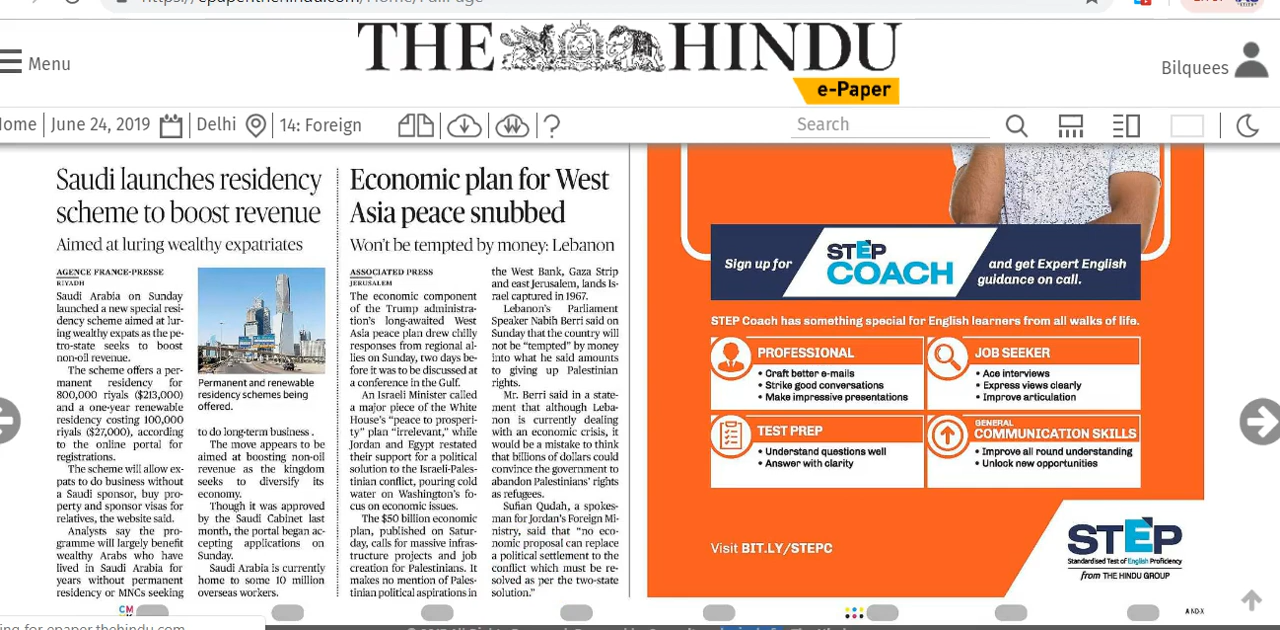 THE HINDU
e-Paper
Menu
Bilquees
June 24, 2019
Delhi
14: Foreign
Search
Saudi launches residency
scheme to boost revenue
Aimed at luring wealthy expatriates
AGENCE FRANCE-PRESSE
RIYADH
Saudi Arabia on Sunday
launched a new special resi-
dency scheme aimed at lur-
ing wealthy expats as the pe-
tro-state seeks to boost
non-oil revenue.
The scheme offers a per-
manent residency for
800,000 riyals ($213,000)
and a one-year renewable
residency costing 100,000
riyals ($27,000), according
to the online portal for
registrations.
The scheme will allow ex-
pats to do business without
a Saudi sponsor, buy pro-
perty and sponsor visas for
relatives, the website said.
Analysts say the pro-
gramme will largely benefit
wealthy Arabs who have
lived in Saudi Arabia for
years without permanent
residency or MNCs seeking
Permanent and renewable
residency schemes being
offered.
to do long-term business .
The move appears to be
aimed at boosting non-oil
revenue as the kingdom
seeks to diversify its
economy.
Though it was approved
by the Saudi Cabinet last
month, the portal began ac-
cepting applications on
Sunday.
Saudi Arabia is currently
home to some 10 million
overseas workers.
Economic plan for West
Asia peace snubbed
Won't be tempted by money: Lebanon
ASSOCIATED PRESS
JERUSALEM
The economic component
of the Trump administra-
tion's long-awaited West
Asia peace plan drew chilly
responses from regional al-
lies on Sunday, two days be-
fore it was to be discussed at
a conference in the Gulf.
An Israeli Minister called
a major piece of the White
House's "peace to prosperi-
ty" plan "irrelevant," while
Jordan and Egypt restated
their support for a political
solution to the Israeli-Pales-
tinian conflict, pouring cold
water on Washington's fo-
cus on economic issues.
The $50 billion economic
plan, published on Satur-
day, calls for massive infra-
structure projects and job
creation for Palestinians. It
makes no mention of Pales-
tinian political aspirations in
the West Bank, Gaza Strip
and east Jerusalem, lands Is-
rael captured in 1967.
Lebanon's Parliament
Speaker Nabih Berri said on
Sunday that the country will
not be "tempted" by money
into what he said amounts
to giving up Palestinian
rights.
Mr. Berri said in a state-
ment that although Leba-
non is currently dealing
with an economic crisis, it
would be a mistake to think
that billions of dollars could
convince the government to
abandon Palestinians' rights
as refugees.
Sufian Qudah, a spokes-
man for Jordan's Foreign Mi-
nistry, said that "no eco-
nomic proposal can replace
a political settlement to the
conflict which must be re-
solved as per the two-state
solution."
Sign up for
STEP
COACH
and get Expert English
guidance on call.
STEP Coach has something special for English learners from all walks of life.
PROFESSIONAL
• Craft better e-mails
• Strike good conversations
• Make impressive presentations
JOB SEEKER
• Ace interviews
• Express views clearly
• Improve articulation
TEST PREP
• Understand questions well
• Answer with clarity
GENERAL
COMMUNICATION SKILLS
• Improve all round understanding
• Unlock new opportunities
Visit BIT.LY/STEPC
STEP
Standardised Test of English Proficiency
from THE HINDU GROUP
CM